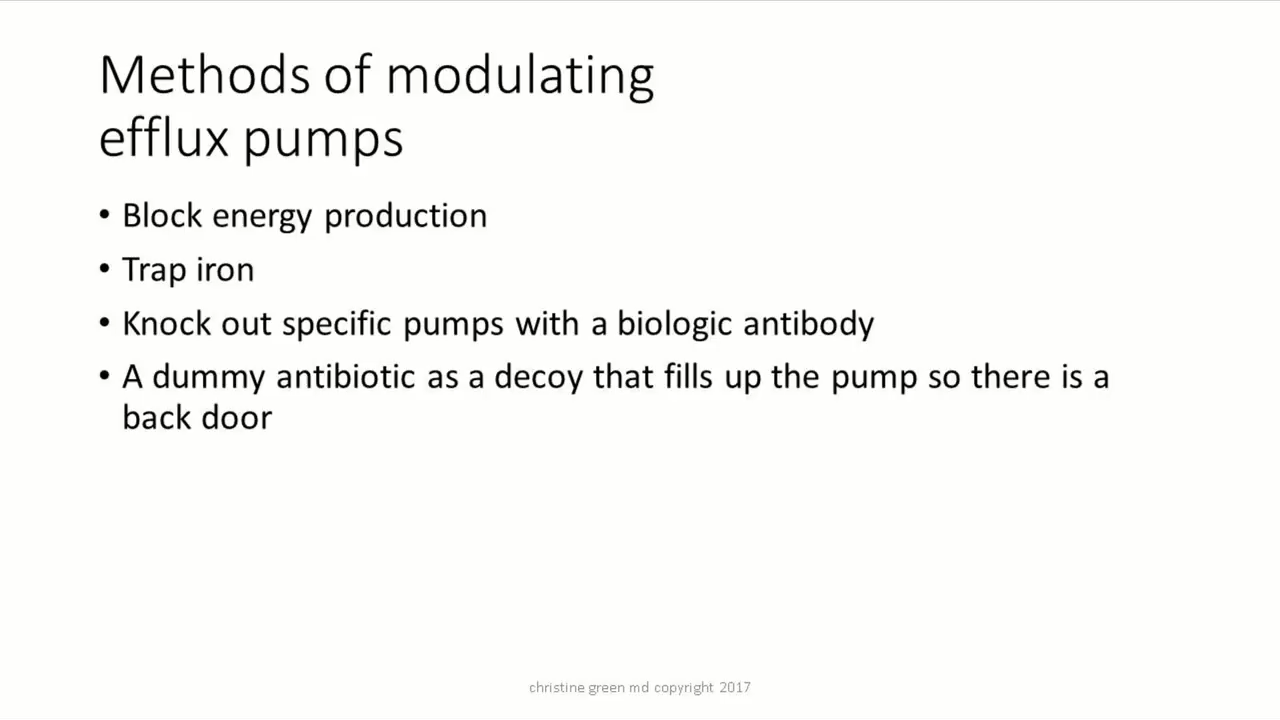 Methods of modulating
efflux pumps
• Block energy production
• Trap iron
• Knock out specific pumps with a biologic antibody
• A dummy antibiotic as a decoy that fills up the pump so there is a
back door
christine green md copyright 2017